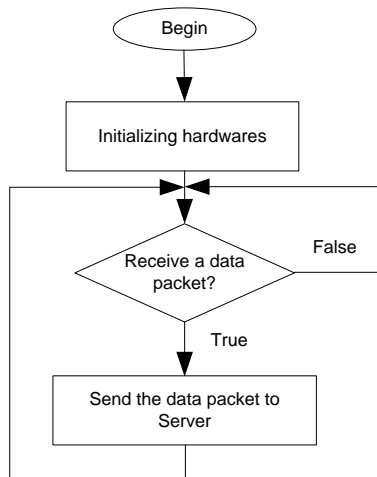 Begin
Initializing hardwares
Receive a data
packet?
False
True
Send the data packet to
Server